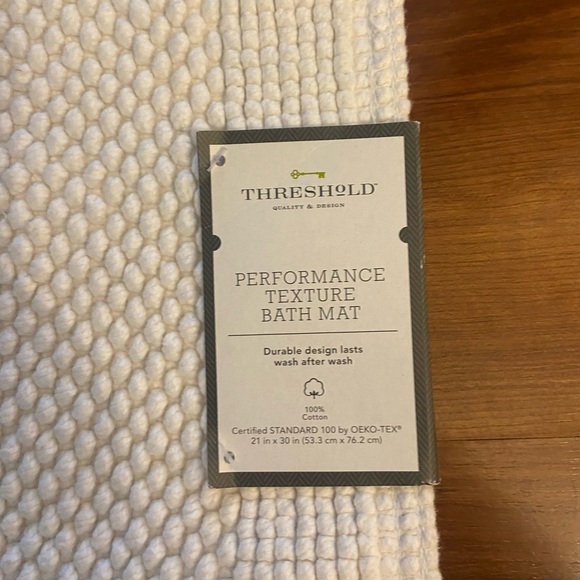 THRESHOLD™
QUALITY & DESIGN
PERFORMANCE
TEXTURE
BATH MAT
Durable design lasts
wash after wash
100%
Cotton
Certified STANDARD 100 by OEKO-TEX®
21 in x 30 in (53.3 cm x 76.2 cm)